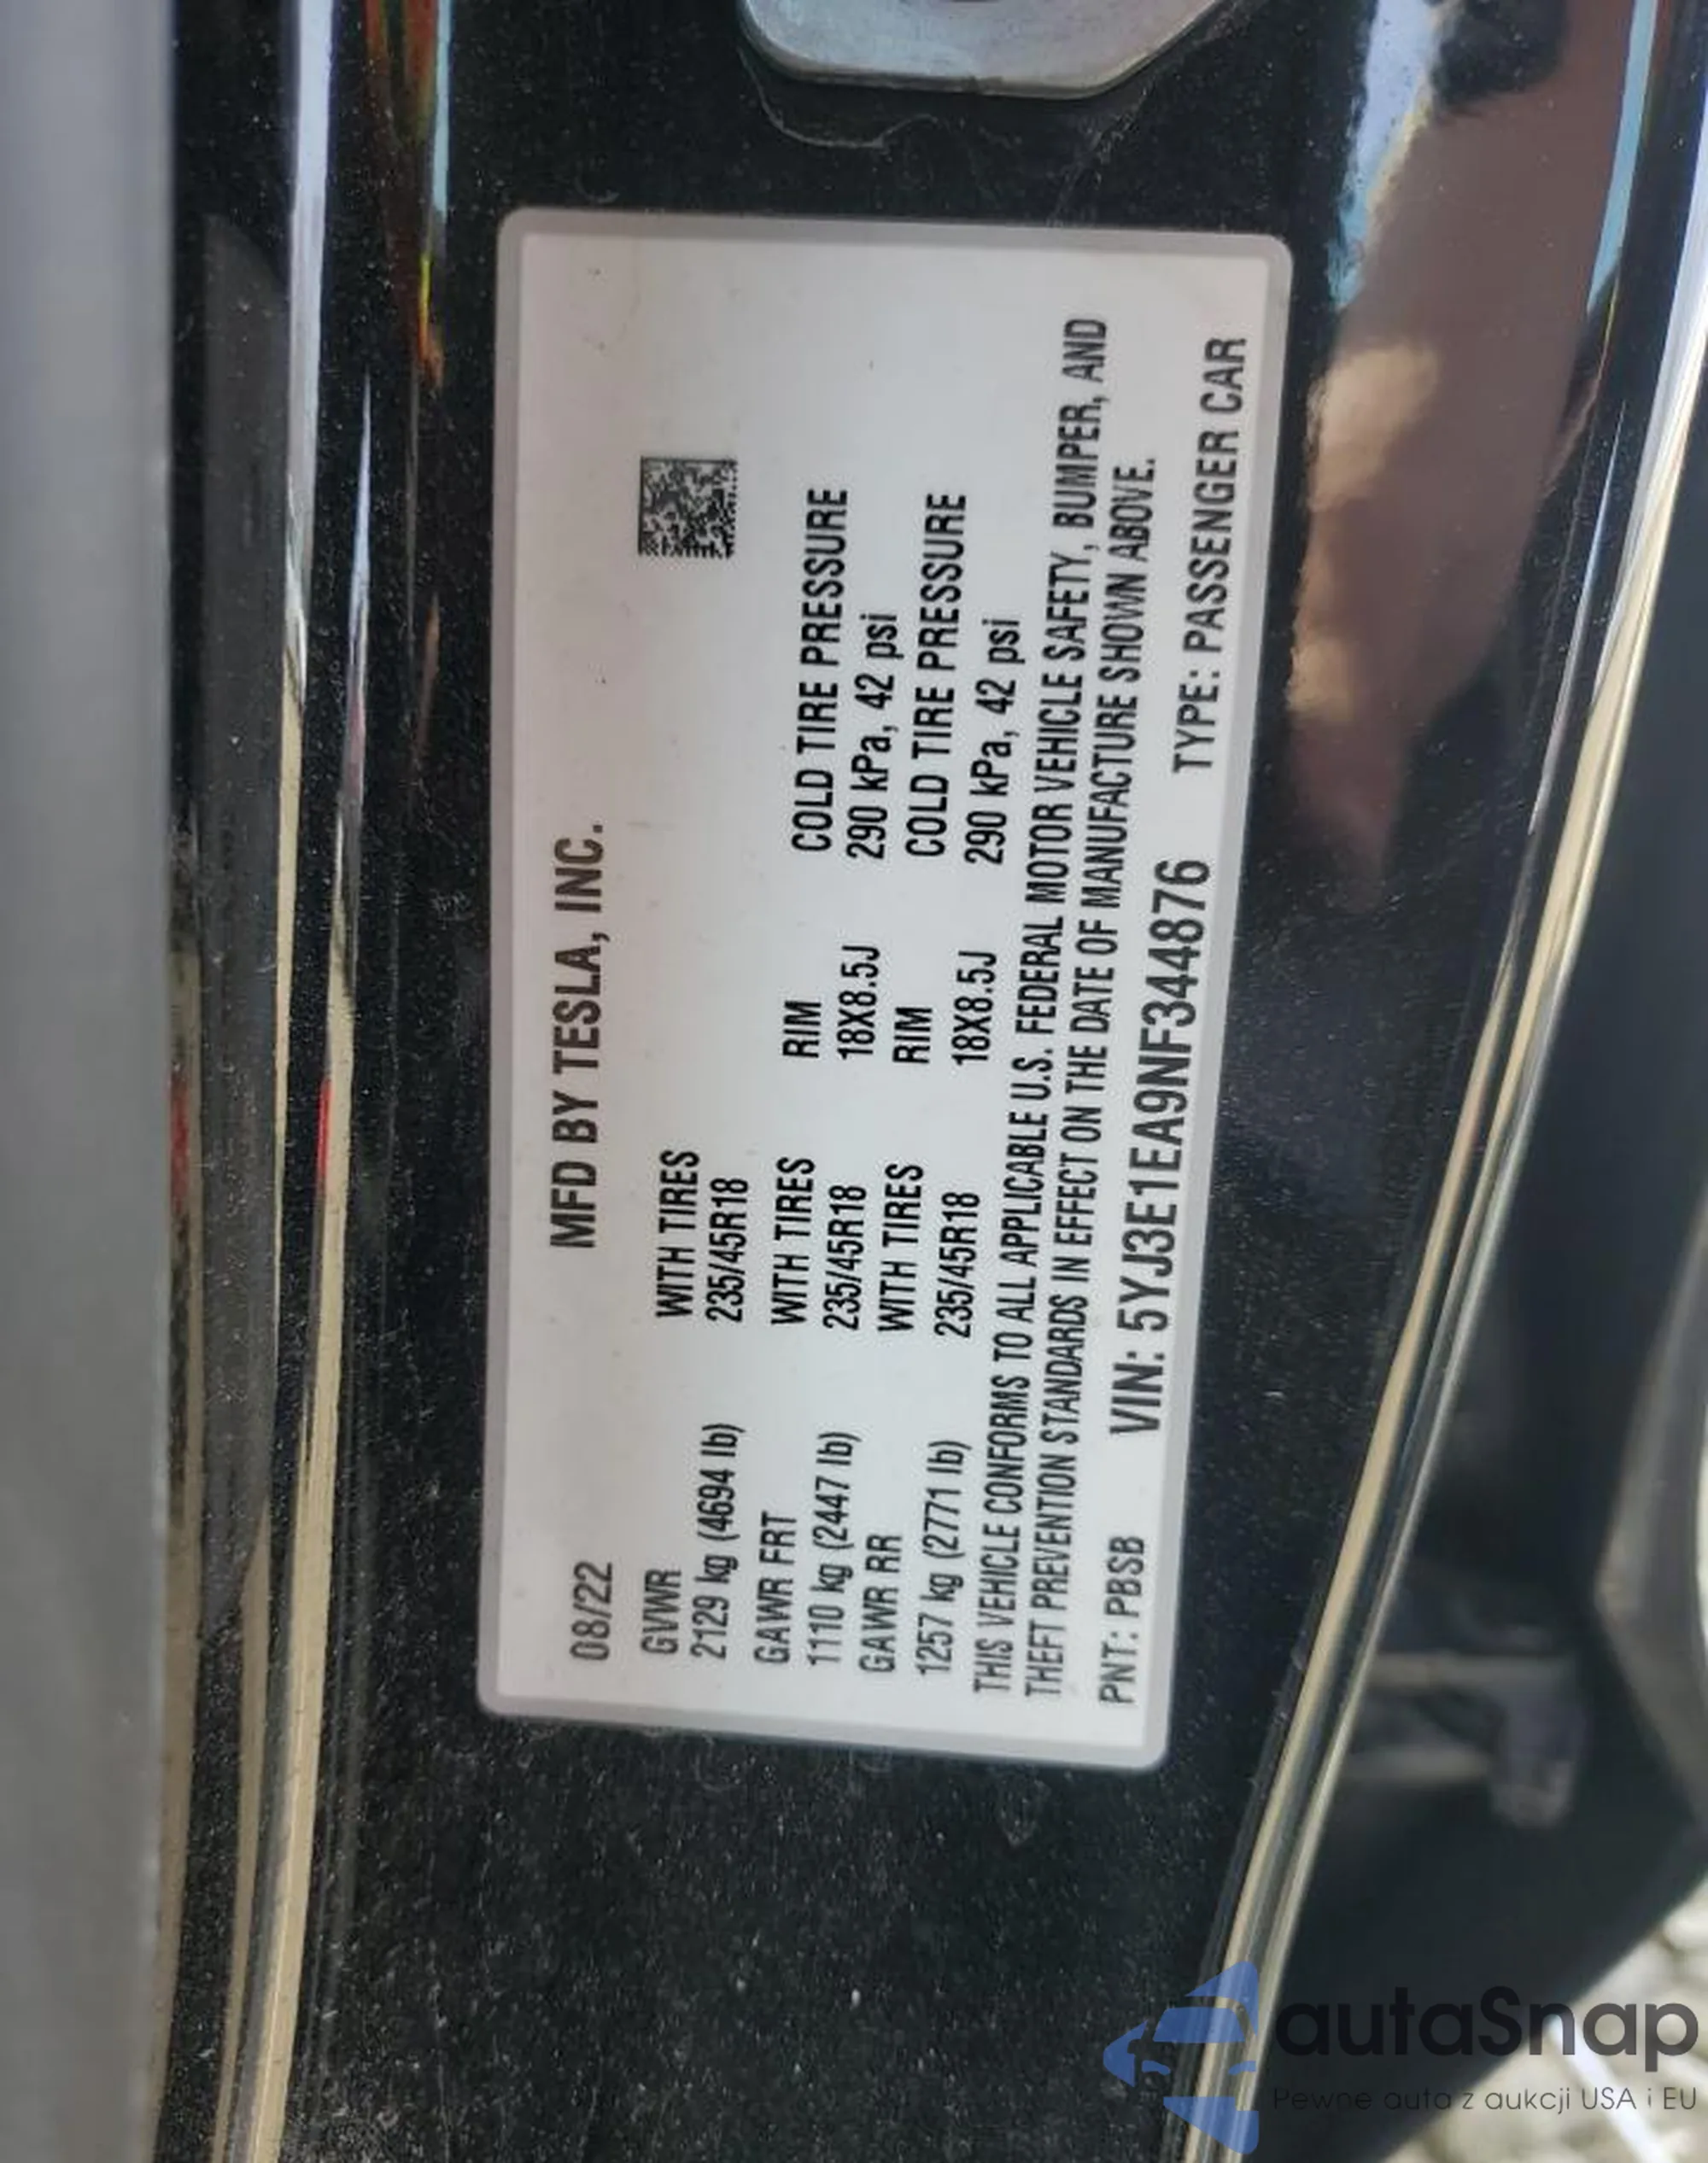 MFD BY TESLA, INC.
08/22
GVWR WITH TIRES
2129 kg (4694 lb) 235/45R18
GAWR FRT WITH TIRES RIM COLD TIRE PRESSURE
1110 kg (2447 lb) 235/45R18 18X8.5J 290 kPa, 42 psi
GAWR RR WITH TIRES RIM COLD TIRE PRESSURE
1257 kg (2771 lb) 235/45R18 18X8.5J 290 kPa, 42 psi
THIS VEHICLE CONFORMS TO ALL APPLICABLE U.S. FEDERAL MOTOR VEHICLE SAFETY, BUMPER, AND
THEFT PREVENTION STANDARDS IN EFFECT ON THE DATE OF MANUFACTURE SHOWN ABOVE.
PNT: PBSB VIN: 5YJ3E1EA9NF344876 TYPE: PASSENGER CAR
autaSnap
Pewne auta z aukcji USA i EU